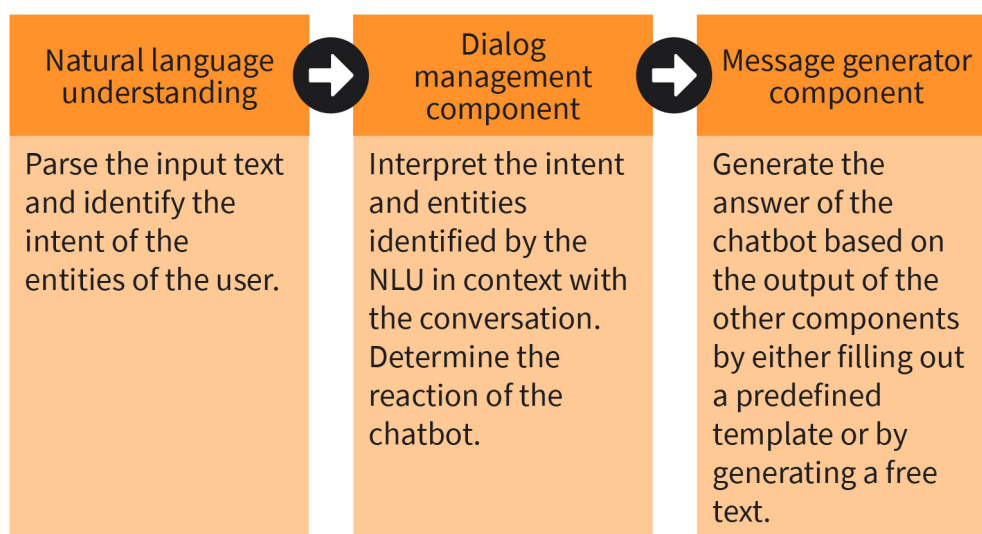 Natural language
understanding
Parse the input text
and identify the
intent of the
entities of the user.
Dialog
management
component
Interpret the intent
and entities
identified by the
NLU in context with
the conversation.
Determine the
reaction of the
chatbot.
Message generator
component
Generate the
answer of the
chatbot based on
the output of the
other components
by either filling out
a predefined
template or by
generating a free
text.